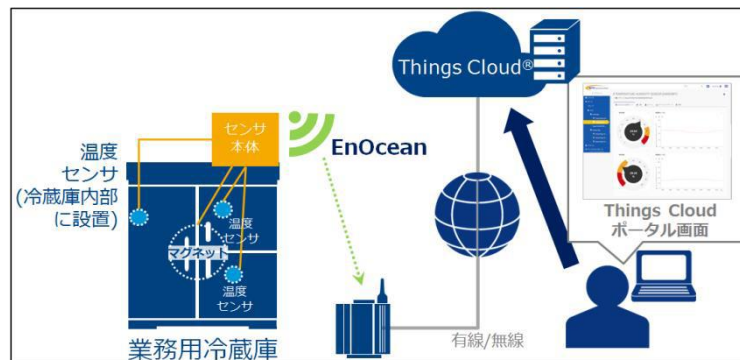 Things Cloud®
センサ
本体
EnOcean
温度
センサ
(冷蔵庫内部
に設置)
温度
センサ
マグネット
温度
センサ
業務用冷蔵庫
有線/無線
Things Cloud
ポータル画面